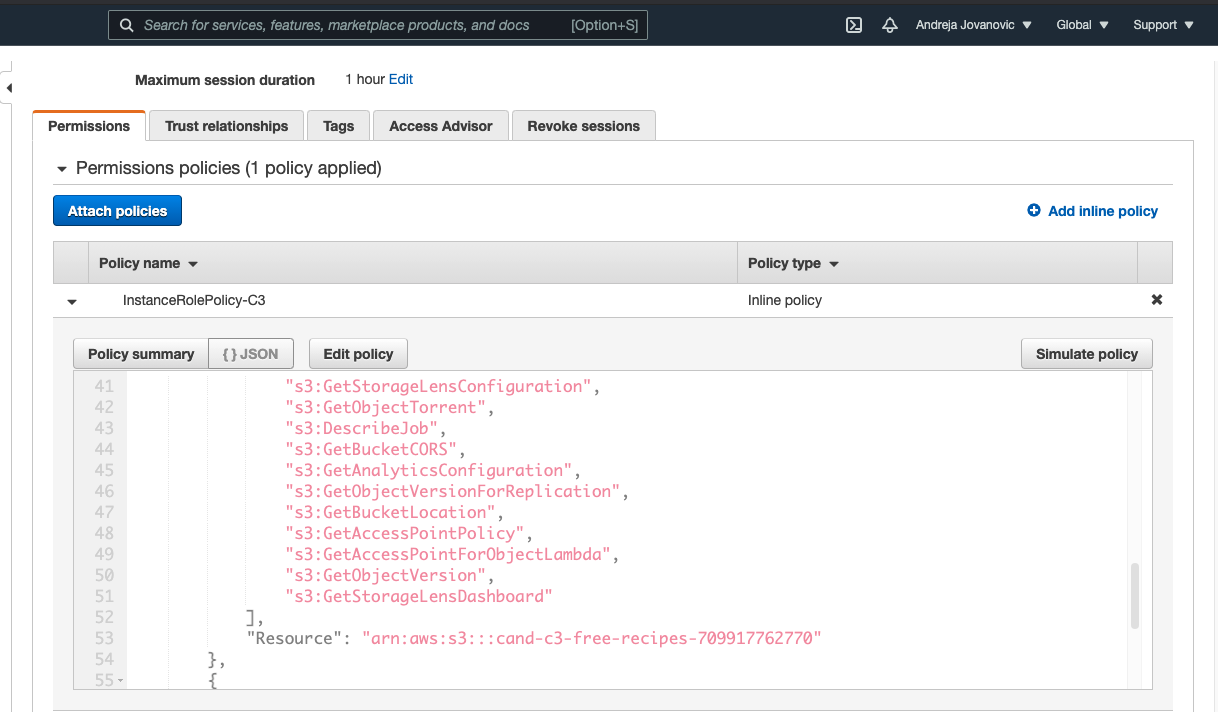 Search for services, features, marketplace products, and docs [Option+S] Andreja Jovanovic Global Support
Maximum session duration 1 hour Edit
Permissions Trust relationships Tags Access Advisor Revoke sessions
Permissions policies (1 policy applied)
Attach policies Add inline policy
Policy name Policy type
InstanceRolePolicy-C3 Inline policy
Policy summary { } JSON Edit policy Simulate policy
41 "s3:GetStorageLensConfiguration",
42 "s3:GetObjectTorrent",
43 "s3:DescribeJob",
44 "s3:GetBucketCORS",
45 "s3:GetAnalyticsConfiguration",
46 "s3:GetObjectVersionForReplication",
47 "s3:GetBucketLocation",
48 "s3:GetAccessPointPolicy",
49 "s3:GetAccessPointForObjectLambda",
50 "s3:GetObjectVersion",
51 "s3:GetStorageLensDashboard"
52 ],
53 "Resource": "arn:aws:s3:::cand-c3-free-recipes-709917762770"
54 },
55 {